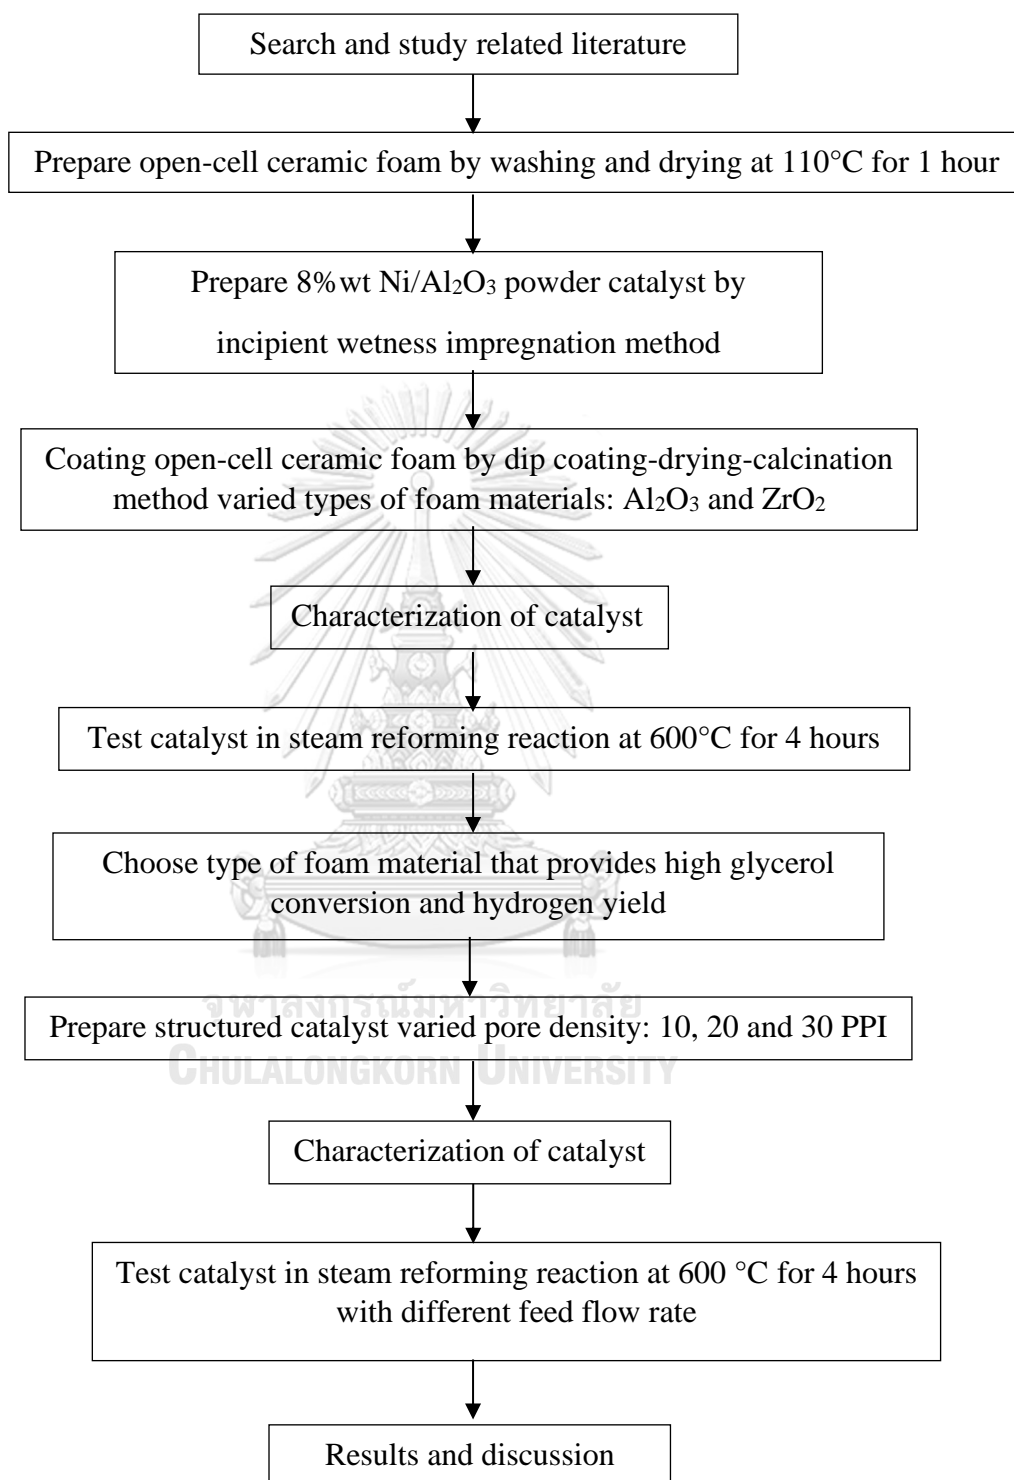 Search and study related literature
Prepare open-cell ceramic foam by washing and drying at 110°C for 1 hour
Prepare 8%wt Ni/Al₂O₃ powder catalyst by
incipient wetness impregnation method
Coating open-cell ceramic foam by dip coating-drying-calcination
method varied types of foam materials: Al₂O₃ and ZrO₂
Characterization of catalyst
Test catalyst in steam reforming reaction at 600°C for 4 hours
Choose type of foam material that provides high glycerol
conversion and hydrogen yield
จุฬาลงกรณ์มหาวิทยาลัย
Prepare structured catalyst varied pore density: 10, 20 and 30 PPI
CHULALONGKORN UNIVERSITY
Characterization of catalyst
Test catalyst in steam reforming reaction at 600 °C for 4 hours
with different feed flow rate
Results and discussion